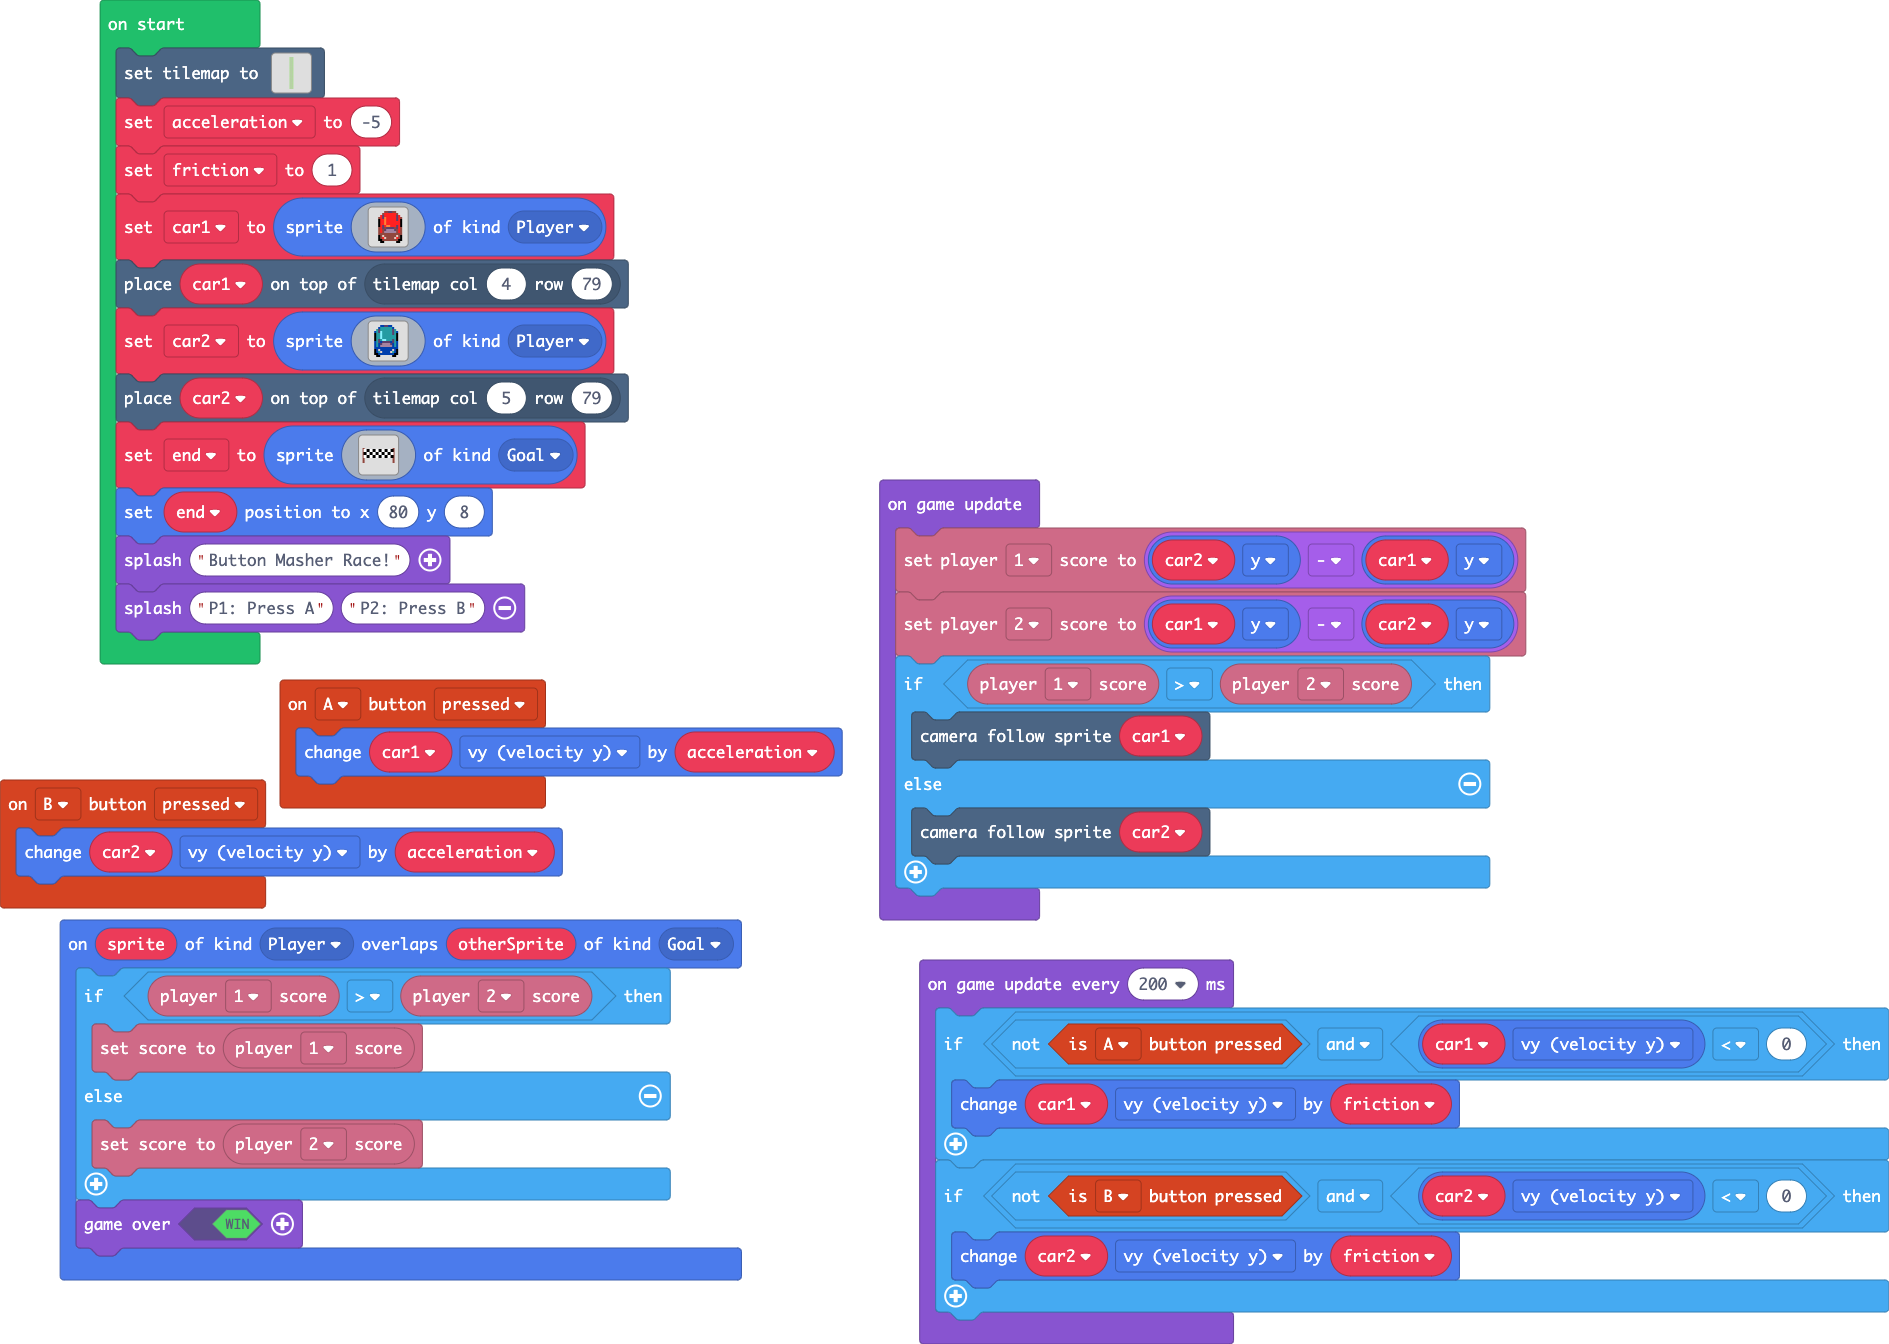 on start
set tilemap to
set acceleration to -5
set friction to 1
set car1 to sprite of kind Player
place car1 on top of tilemap col 4 row 79
set car2 to sprite of kind Player
place car2 on top of tilemap col 5 row 79
set end to sprite of kind Goal
set end position to x 80 y 8
splash "Button Masher Race!"
splash "P1: Press A" "P2: Press B"
on A button pressed
change car1 vy (velocity y) by acceleration
on B button pressed
change car2 vy (velocity y) by acceleration
on sprite of kind Player overlaps otherSprite of kind Goal
if player 1 score > player 2 score then
set score to player 1 score
else
set score to player 2 score
game over WIN
on game update
set player 1 score to car2 y - car1 y
set player 2 score to car1 y - car2 y
if player 1 score > player 2 score then
camera follow sprite car1
else
camera follow sprite car2
on game update every 200 ms
if not is A button pressed and car1 vy (velocity y) < 0 then
change car1 vy (velocity y) by friction
if not is B button pressed and car2 vy (velocity y) < 0 then
change car2 vy (velocity y) by friction